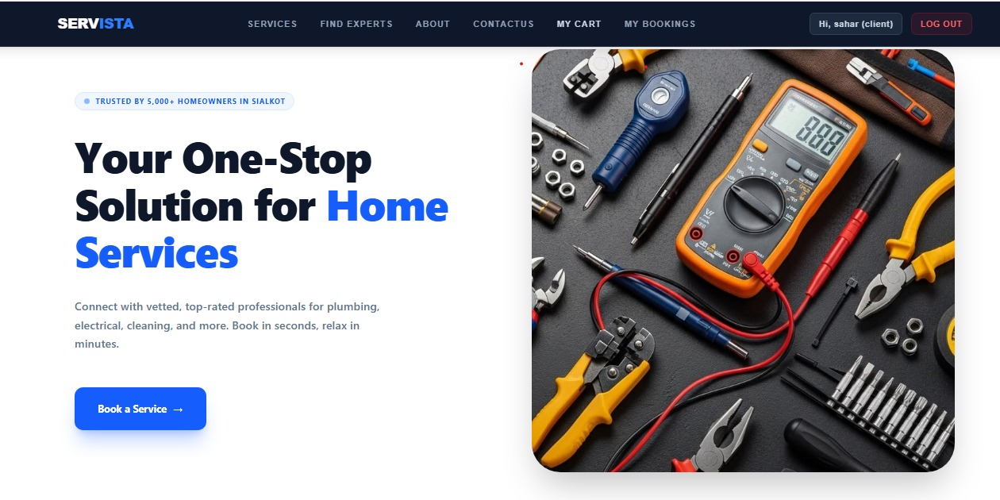 SERVISTA
SERVICES FIND EXPERTS ABOUT CONTACTUS MY CART MY BOOKINGS
Hi, sahar (client)
LOG OUT
TRUSTED BY 5,000+ HOMEOWNERS IN SIALKOT
Your One-Stop
Solution for Home
Services
Connect with vetted, top-rated professionals for plumbing,
electrical, cleaning, and more. Book in seconds, relax in
minutes.
Book a Service →